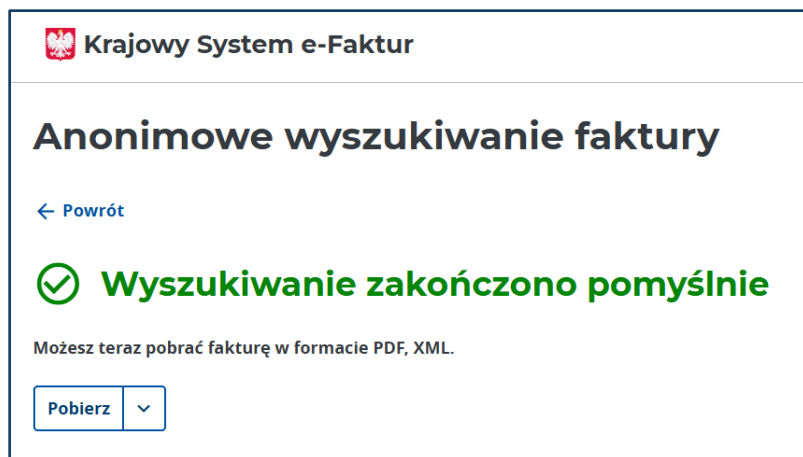 Krajowy System e-Faktur
Anonimowe wyszukiwanie faktury
← Powrót
Wyszukiwanie zakończono pomyślnie
Możesz teraz pobrać fakturę w formacie PDF, XML.
Pobierz